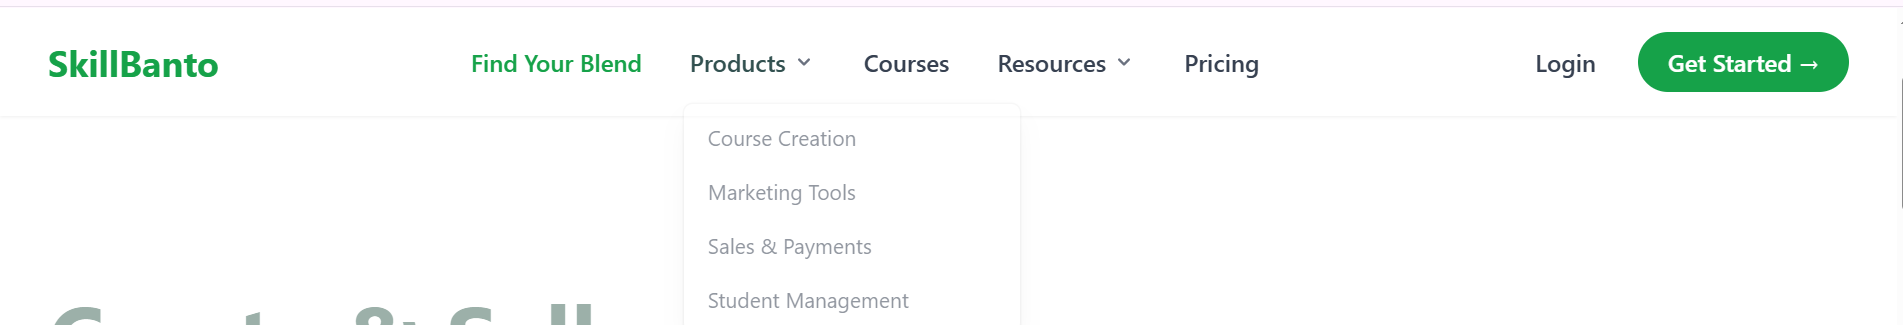 SkillBanto
Find Your Blend
Products
Courses
Resources
Pricing
Login
Get Started →
Course Creation
Marketing Tools
Sales & Payments
Student Management